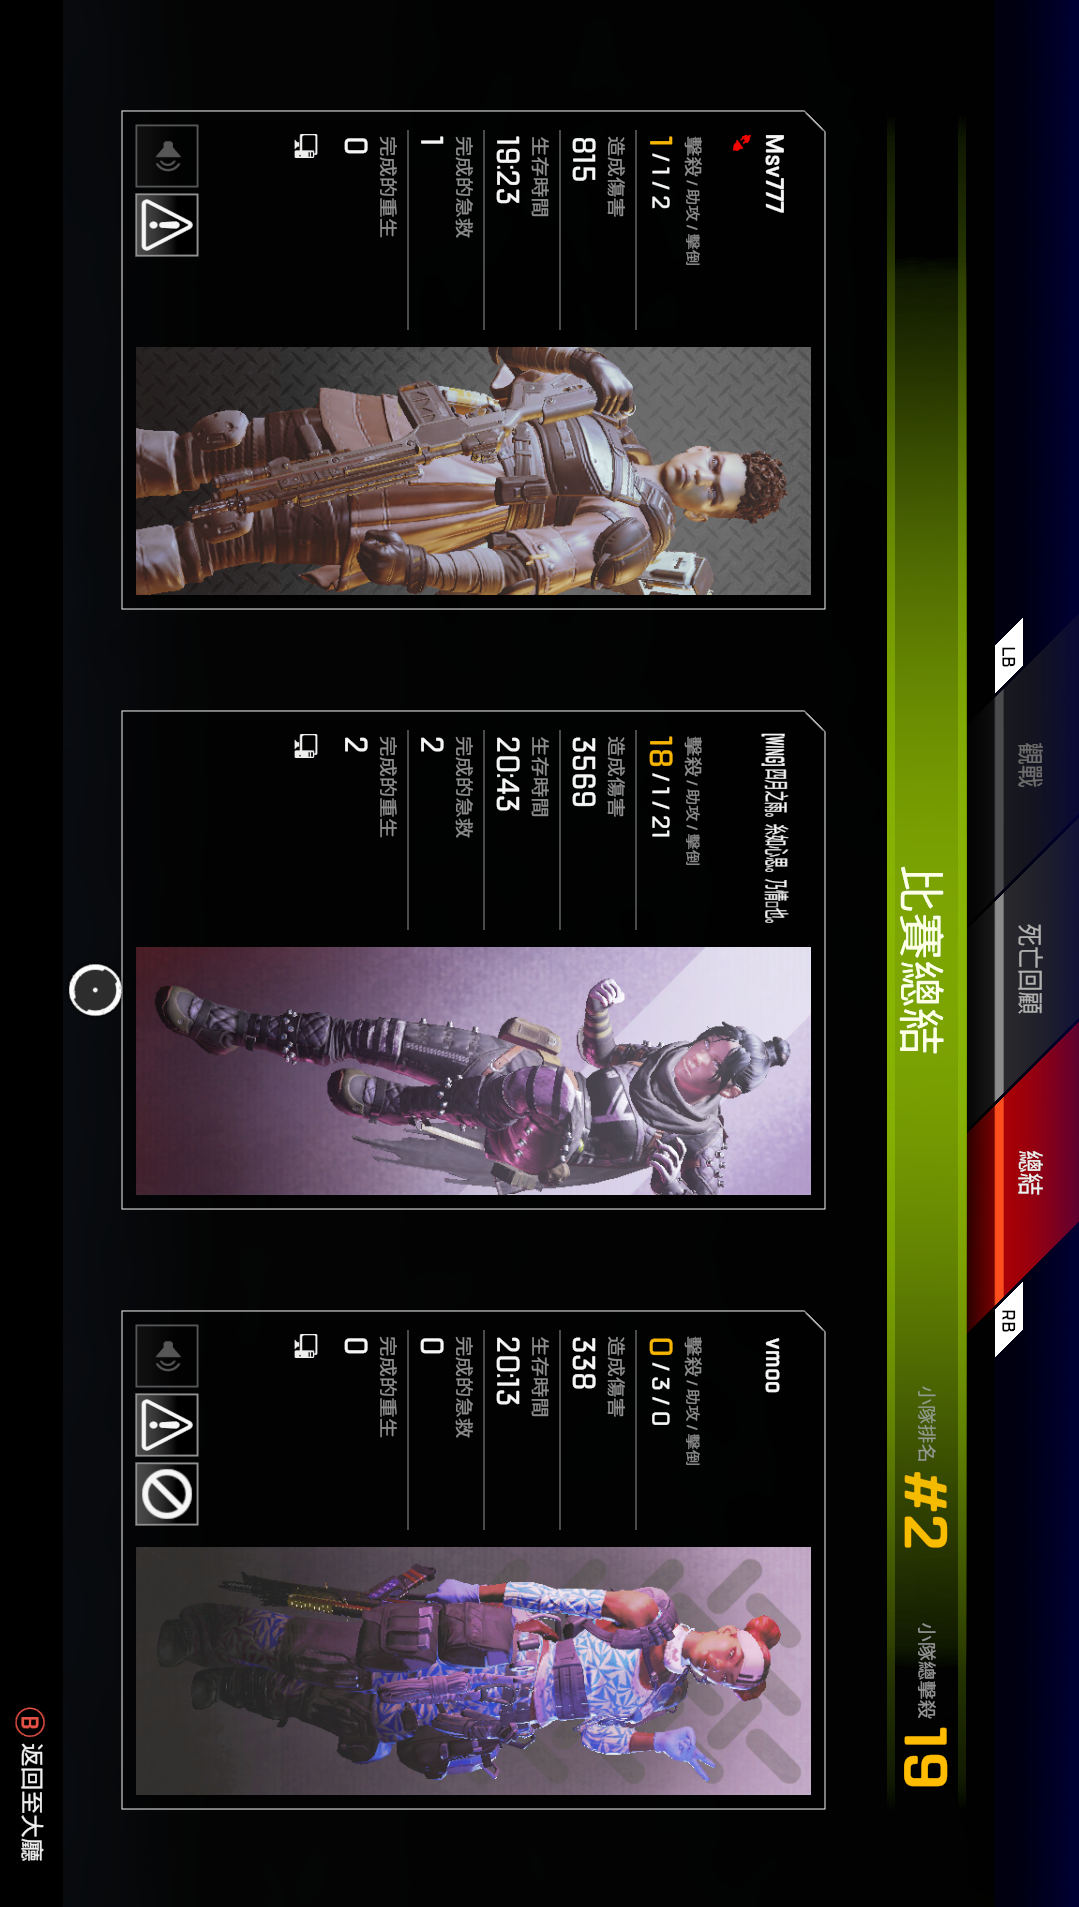 LB
觀戰
死亡回顧
總結
RB
比賽總結
小隊排名 #2
小隊總擊殺 19
Msv777
擊殺 / 助攻 / 擊倒
1 / 1 / 2
造成傷害
815
生存時間
19:23
完成的急救
1
完成的重生
0
[WING]四月之雨。糸如心思。乃情□也。
擊殺 / 助攻 / 擊倒
18 / 1 / 21
造成傷害
3569
生存時間
20:43
完成的急救
2
完成的重生
2
vmoo
擊殺 / 助攻 / 擊倒
0 / 3 / 0
造成傷害
338
生存時間
20:13
完成的急救
0
完成的重生
0
B 返回至大廳